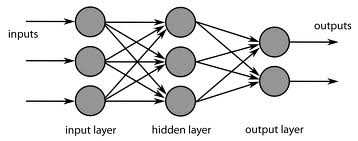 inputs
outputs
input layer
hidden layer
output layer